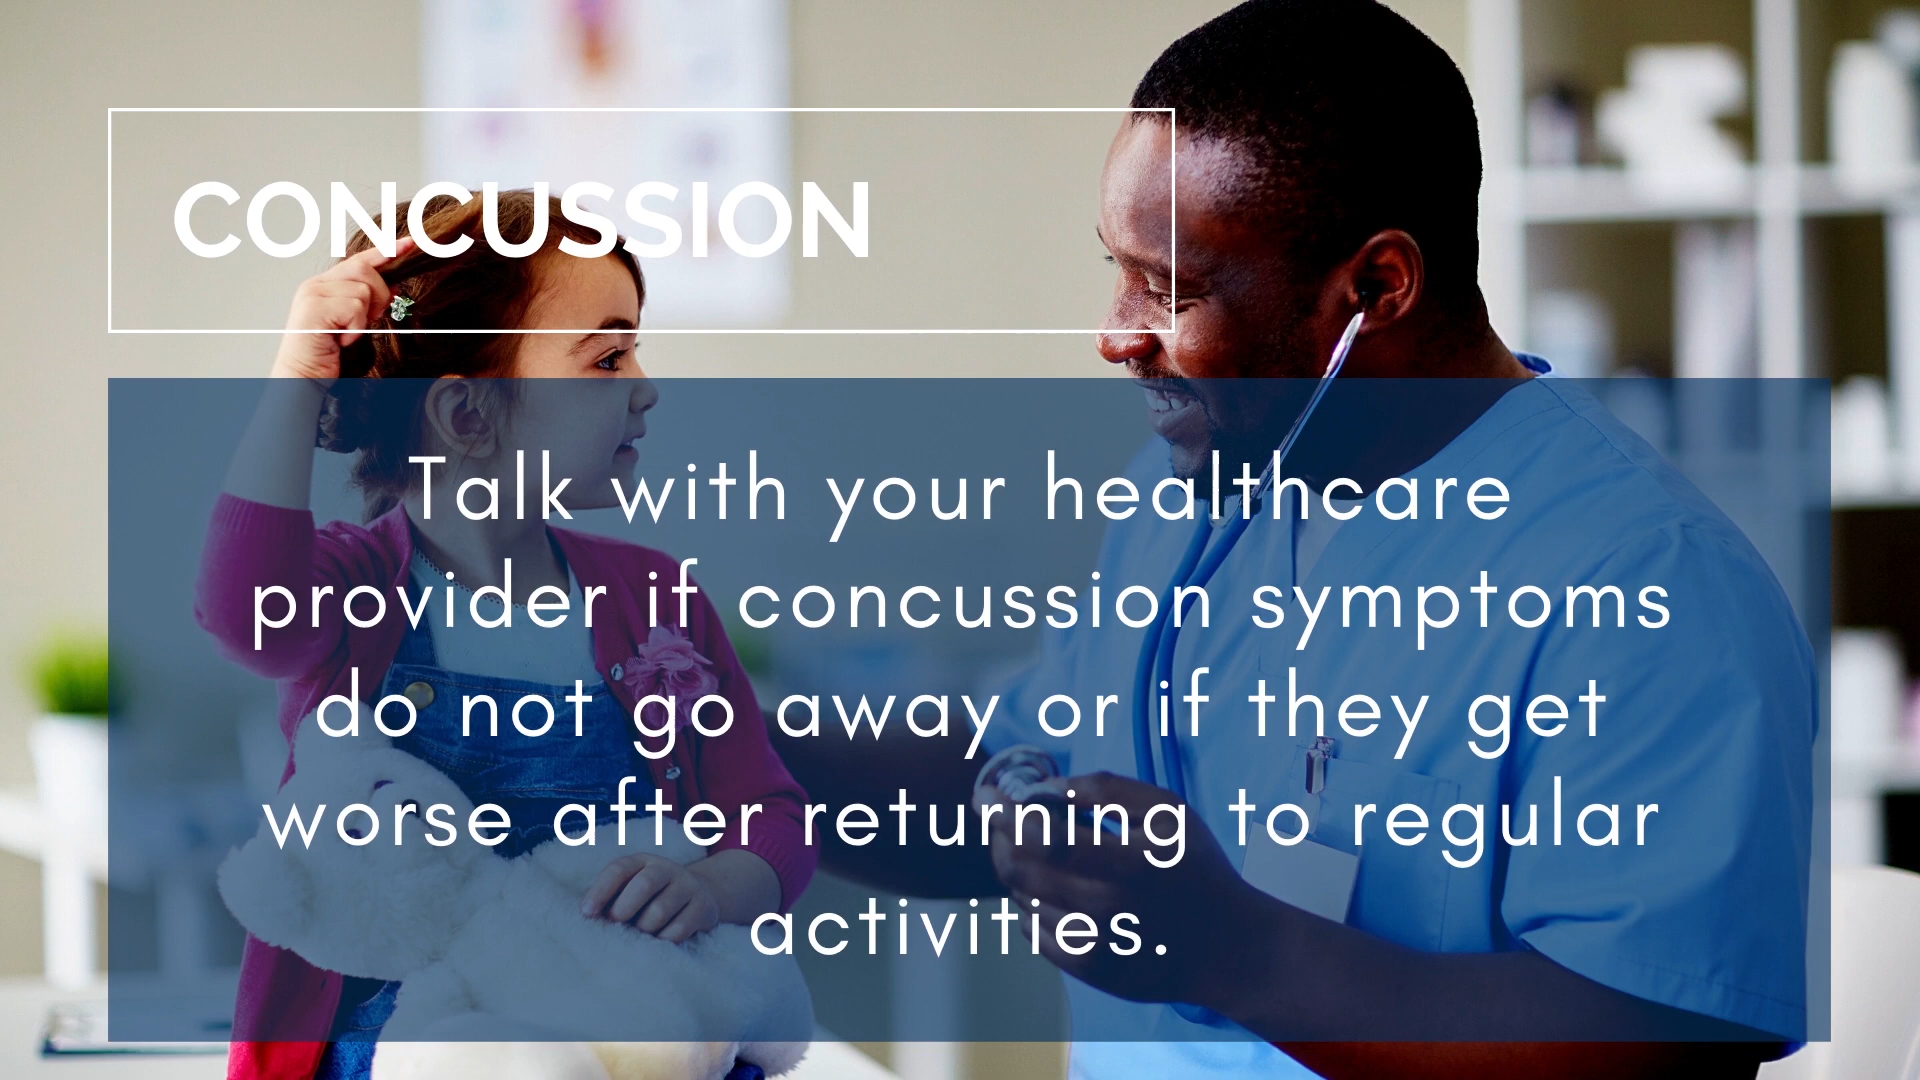 CONCUSSION
Talk with your healthcare
provider if concussion symptoms
do not go away or if they get
worse after returning to regular
activities.